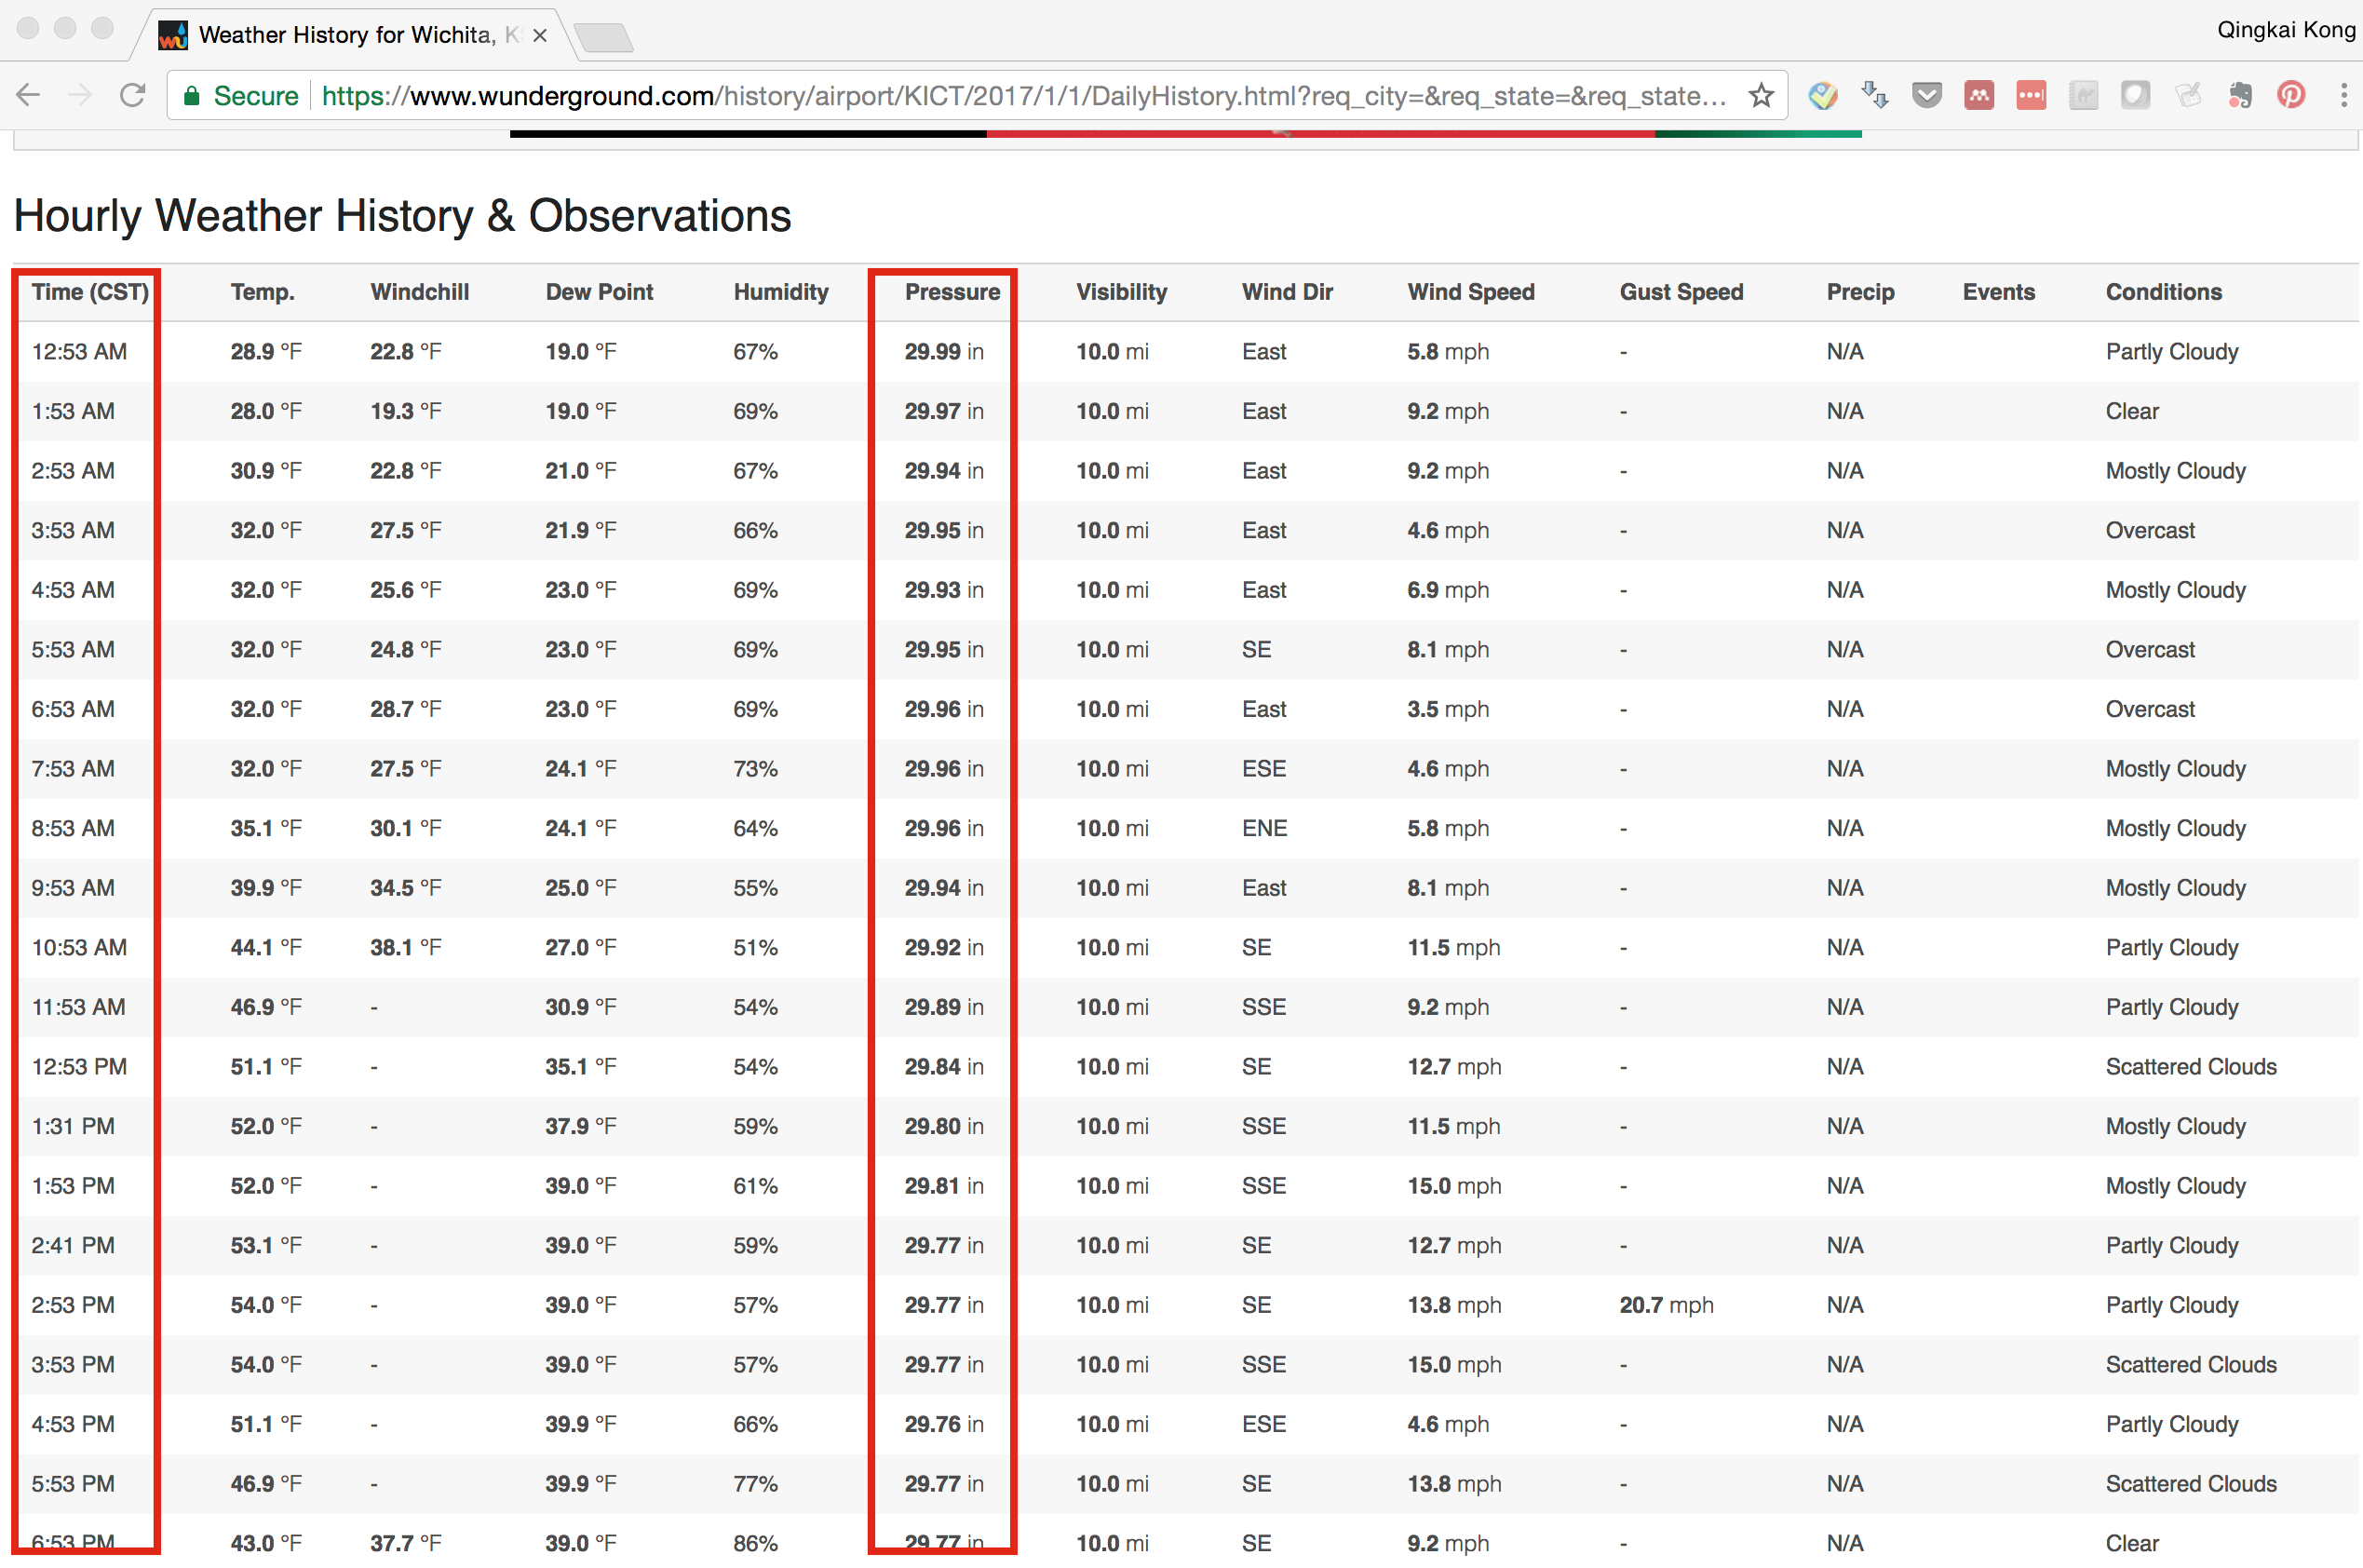 Weather History for Wichita, KS
Qingkai Kong
Secure https://www.wunderground.com/history/airport/KICT/2017/1/1/DailyHistory.html?req_city=&req_state=&req_state...
Hourly Weather History & Observations
Time (CST) Temp. Windchill Dew Point Humidity Pressure Visibility Wind Dir Wind Speed Gust Speed Precip Events Conditions
12:53 AM 28.9 °F 22.8 °F 19.0 °F 67% 29.99 in 10.0 mi East 5.8 mph - N/A Partly Cloudy
1:53 AM 28.0 °F 19.3 °F 19.0 °F 69% 29.97 in 10.0 mi East 9.2 mph - N/A Clear
2:53 AM 30.9 °F 22.8 °F 21.0 °F 67% 29.94 in 10.0 mi East 9.2 mph - N/A Mostly Cloudy
3:53 AM 32.0 °F 27.5 °F 21.9 °F 66% 29.95 in 10.0 mi East 4.6 mph - N/A Overcast
4:53 AM 32.0 °F 25.6 °F 23.0 °F 69% 29.93 in 10.0 mi East 6.9 mph - N/A Mostly Cloudy
5:53 AM 32.0 °F 24.8 °F 23.0 °F 69% 29.95 in 10.0 mi SE 8.1 mph - N/A Overcast
6:53 AM 32.0 °F 28.7 °F 23.0 °F 69% 29.96 in 10.0 mi East 3.5 mph - N/A Overcast
7:53 AM 32.0 °F 27.5 °F 24.1 °F 73% 29.96 in 10.0 mi ESE 4.6 mph - N/A Mostly Cloudy
8:53 AM 35.1 °F 30.1 °F 24.1 °F 64% 29.96 in 10.0 mi ENE 5.8 mph - N/A Mostly Cloudy
9:53 AM 39.9 °F 34.5 °F 25.0 °F 55% 29.94 in 10.0 mi East 8.1 mph - N/A Mostly Cloudy
10:53 AM 44.1 °F 38.1 °F 27.0 °F 51% 29.92 in 10.0 mi SE 11.5 mph - N/A Partly Cloudy
11:53 AM 46.9 °F - 30.9 °F 54% 29.89 in 10.0 mi SSE 9.2 mph - N/A Partly Cloudy
12:53 PM 51.1 °F - 35.1 °F 54% 29.84 in 10.0 mi SE 12.7 mph - N/A Scattered Clouds
1:31 PM 52.0 °F - 37.9 °F 59% 29.80 in 10.0 mi SSE 11.5 mph - N/A Mostly Cloudy
1:53 PM 52.0 °F - 39.0 °F 61% 29.81 in 10.0 mi SSE 15.0 mph - N/A Mostly Cloudy
2:41 PM 53.1 °F - 39.0 °F 59% 29.77 in 10.0 mi SE 12.7 mph - N/A Partly Cloudy
2:53 PM 54.0 °F - 39.0 °F 57% 29.77 in 10.0 mi SE 13.8 mph 20.7 mph N/A Partly Cloudy
3:53 PM 54.0 °F - 39.0 °F 57% 29.77 in 10.0 mi SSE 15.0 mph - N/A Scattered Clouds
4:53 PM 51.1 °F - 39.9 °F 66% 29.76 in 10.0 mi ESE 4.6 mph - N/A Partly Cloudy
5:53 PM 46.9 °F - 39.9 °F 77% 29.77 in 10.0 mi SE 13.8 mph - N/A Scattered Clouds
6:53 PM 43.0 °F 37.7 °F 39.0 °F 86% 29.77 in 10.0 mi SE 9.2 mph - N/A Clear